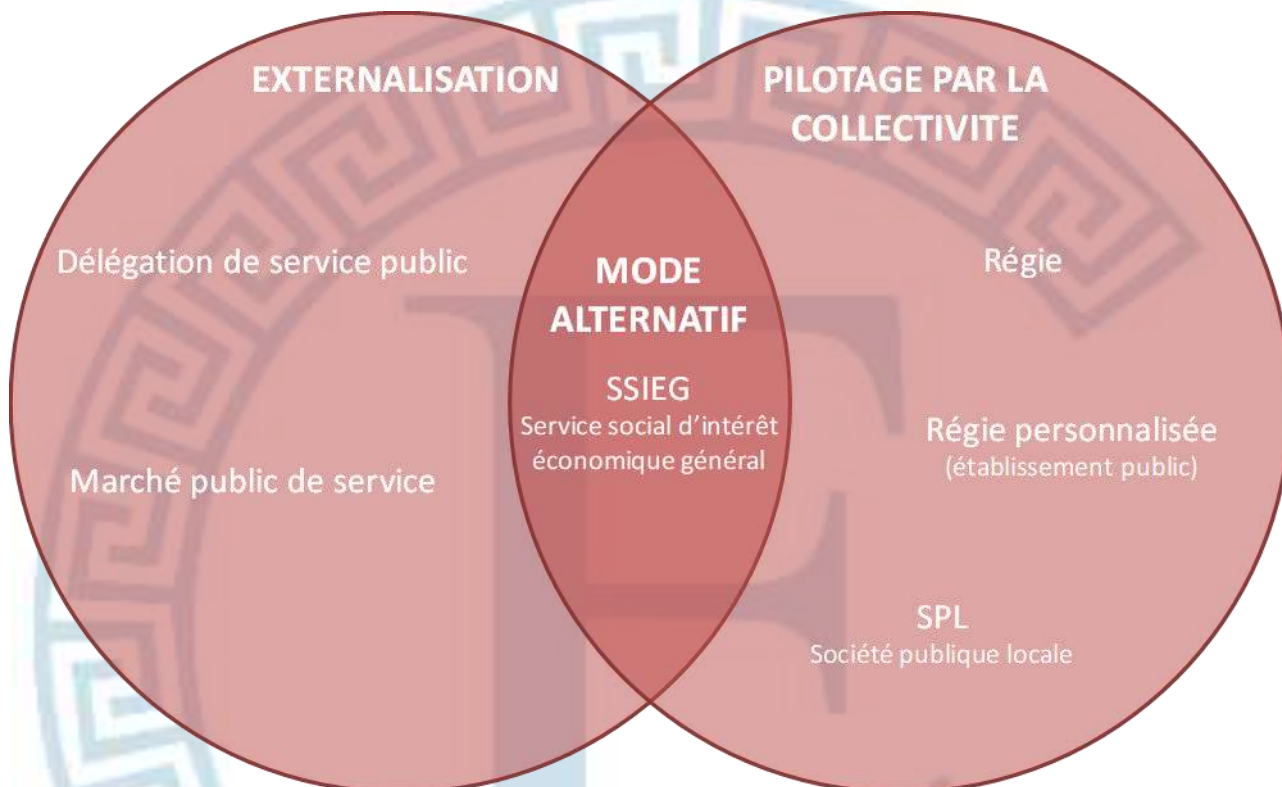 EXTERNALISATION
Délégation de service public
Marché public de service
MODE
ALTERNATIF
SSIEG
Service social d’intérêt
économique général
PILOTAGE PAR LA
COLLECTIVITE
Régie
Régie personnalisée
(établissement public)
SPL
Société publique locale